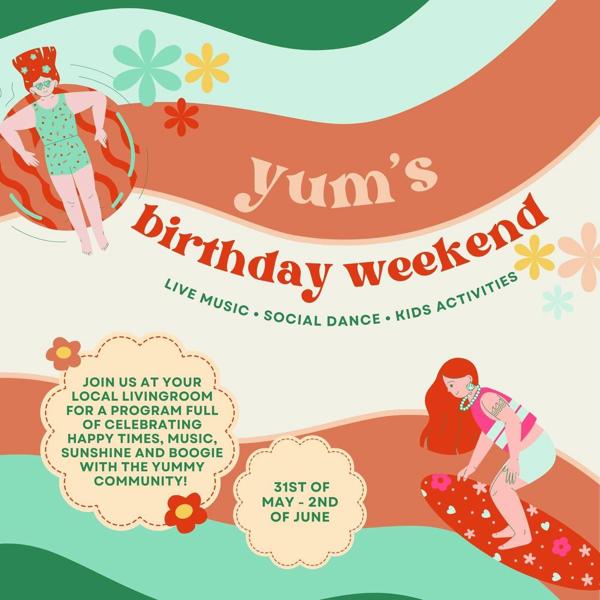 yum's
birthday weekend
LIVE MUSIC • SOCIAL DANCE • KIDS ACTIVITIES
JOIN US AT YOUR
LOCAL LIVINGROOM
FOR A PROGRAM FULL
OF CELEBRATING
HAPPY TIMES, MUSIC,
SUNSHINE AND BOOGIE
WITH THE YUMMY
COMMUNITY!
31ST OF
MAY - 2ND
OF JUNE